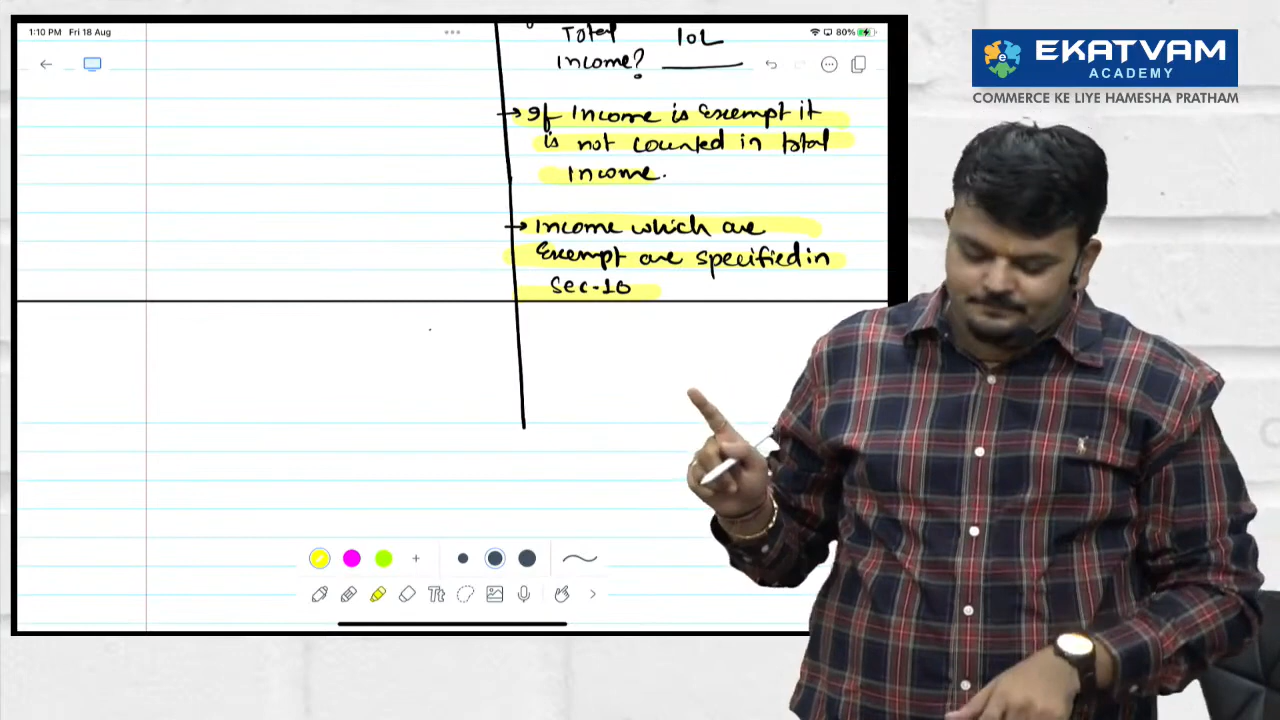 1:10 PM Fri 18 Aug
80%
Total 10L
Income?
→ If Income is Exempt it
is not counted in total
Income.
→ Income which are
Exempt are specified in
Sec-10
Tt
EKATVAM
ACADEMY
COMMERCE KE LIYE HAMESHA PRATHAM